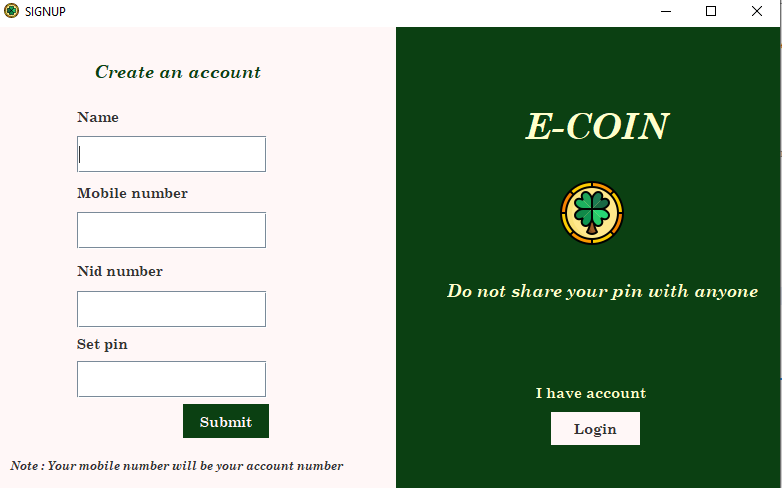 SIGNUP
Create an account
Name
Mobile number
Nid number
Set pin
Submit
Note : Your mobile number will be your account number
E-COIN
Do not share your pin with anyone
I have account
Login